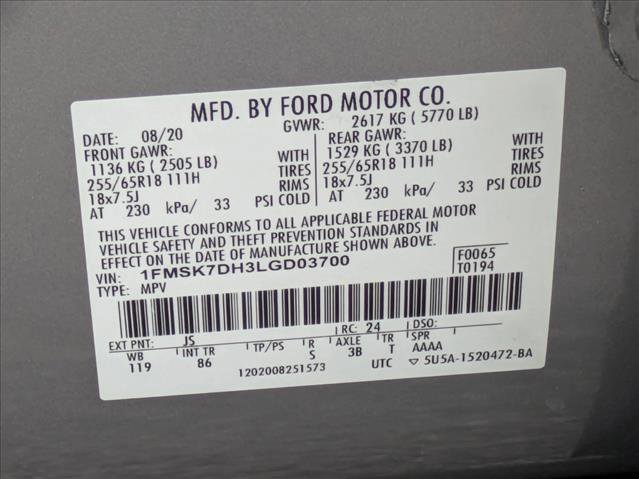 MFD. BY FORD MOTOR CO.
DATE: 08/20 GVWR: 2617 KG ( 5770 LB)
FRONT GAWR: REAR GAWR:
1136 KG ( 2505 LB) WITH 1529 KG ( 3370 LB) WITH
255/65R18 111H TIRES 255/65R18 111H TIRES
18x7.5J RIMS 18x7.5J RIMS
AT 230 kPa/ 33 PSI COLD AT 230 kPa/ 33 PSI COLD
THIS VEHICLE CONFORMS TO ALL APPLICABLE FEDERAL MOTOR
VEHICLE SAFETY AND THEFT PREVENTION STANDARDS IN
EFFECT ON THE DATE OF MANUFACTURE SHOWN ABOVE.
VIN: 1FMSK7DH3LGD03700 F0065
TYPE: MPV T0194
EXT PNT: JS RC: 24 DSO:
WB INT TR TP/PS R AXLE TR SPR
119 86 S 3B T AAAA
1202008251573 UTC ▽ 5U5A-1520472-BA